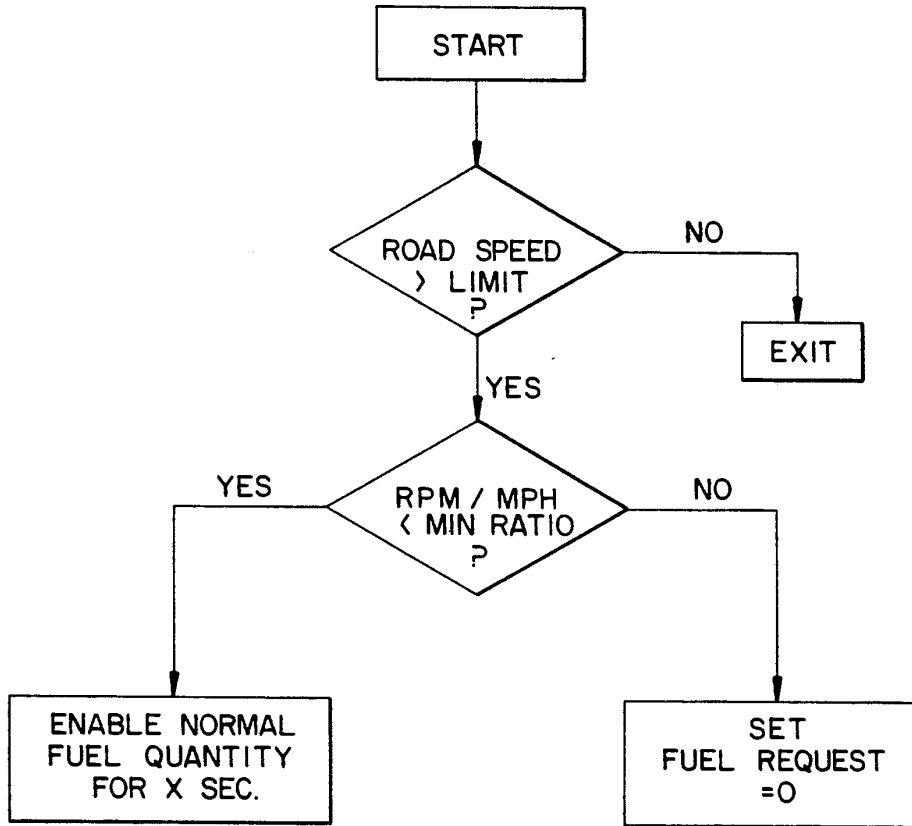 START
ROAD SPEED
> LIMIT
?
NO
EXIT
YES
RPM / MPH
< MIN RATIO
?
YES
NO
ENABLE NORMAL
FUEL QUANTITY
FOR X SEC.
SET
FUEL REQUEST
=0